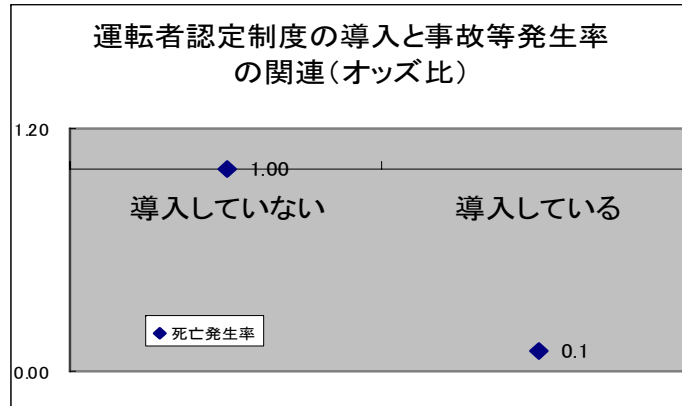 運転者認定制度の導入と事故等発生率
の関連(オッズ比)
1.20
1.00
導入していない
導入している
死亡発生率
0.1
0.00